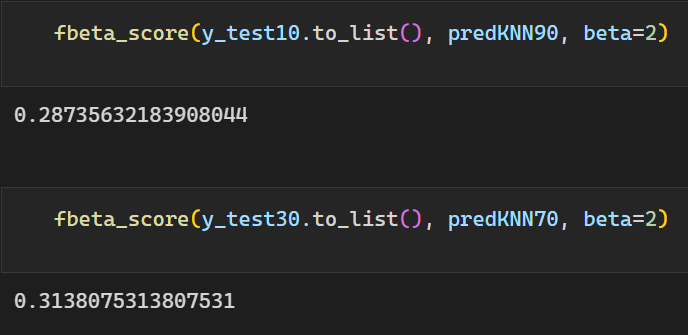 fbeta_score(y_test10.to_list(), predKNN90, beta=2)
0.28735632183908044
fbeta_score(y_test30.to_list(), predKNN70, beta=2)
0.3138075313807531